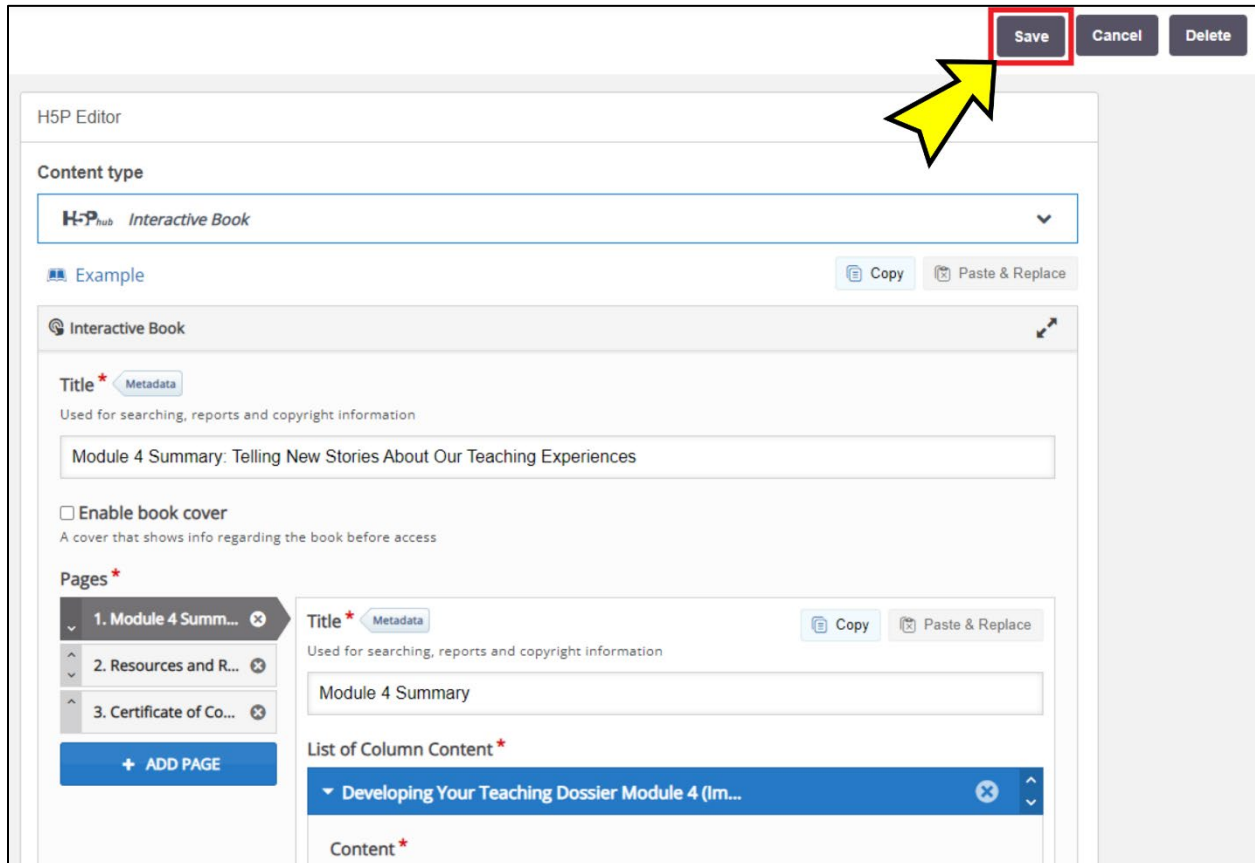 Save Cancel Delete
H5P Editor
Content type
H5Phub Interactive Book
Example Copy Paste & Replace
Interactive Book
Title * Metadata
Used for searching, reports and copyright information
Module 4 Summary: Telling New Stories About Our Teaching Experiences
Enable book cover
A cover that shows info regarding the book before access
Pages *
1. Module 4 Summ...
2. Resources and R...
3. Certificate of Co...
+ ADD PAGE
Title * Metadata Copy Paste & Replace
Used for searching, reports and copyright information
Module 4 Summary
List of Column Content *
Developing Your Teaching Dossier Module 4 (Im...
Content *